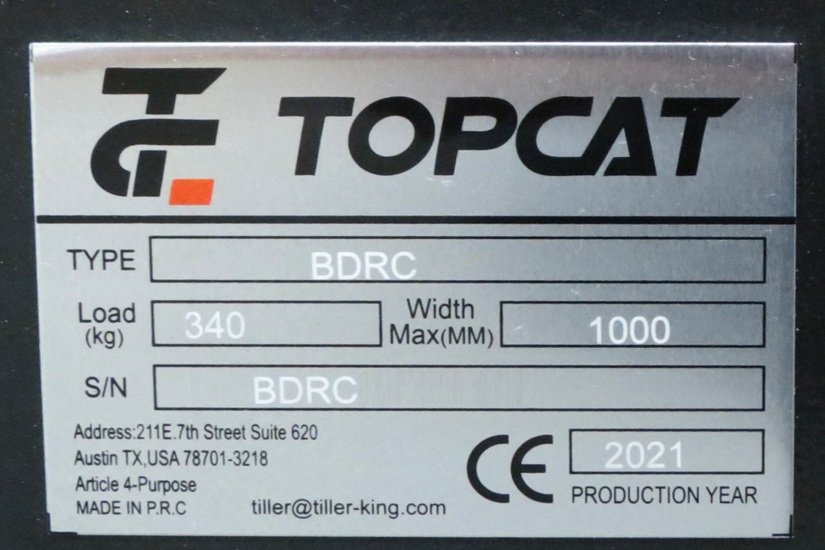 TC
TOPCAT
TYPE BDRC
Load (kg) 340 Width Max(MM) 1000
S/N BDRC
Address:211E.7th Street Suite 620
Austin TX,USA 78701-3218
Article 4-Purpose
MADE IN P.R.C tiller@tiller-king.com
CE 2021
PRODUCTION YEAR